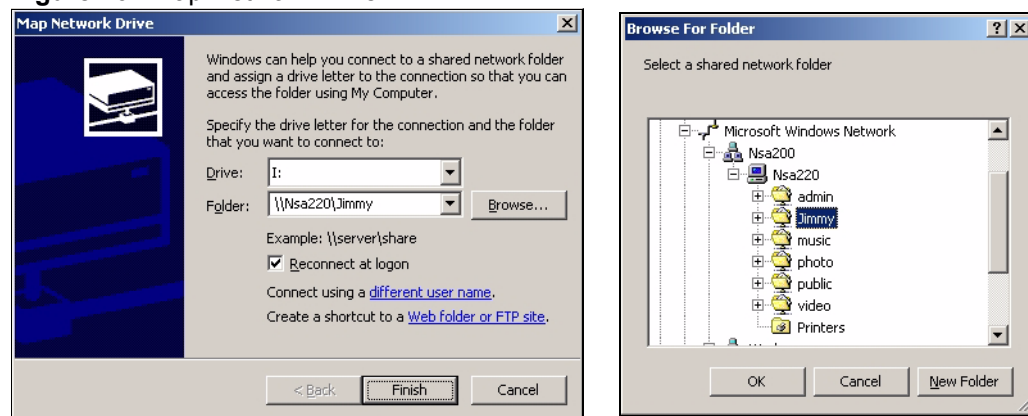 Map Network Drive
Windows can help you connect to a shared network folder
and assign a drive letter to the connection so that you can
access the folder using My Computer.
Specify the drive letter for the connection and the folder
that you want to connect to:
Drive: I:
Folder: \\Nsa220\Jimmy Browse...
Example: \\server\share
Reconnect at logon
Connect using a different user name.
Create a shortcut to a Web folder or FTP site.
< Back Finish Cancel
Browse For Folder
Select a shared network folder
Microsoft Windows Network
Nsa200
Nsa220
admin
Jimmy
music
photo
public
video
Printers
OK Cancel New Folder